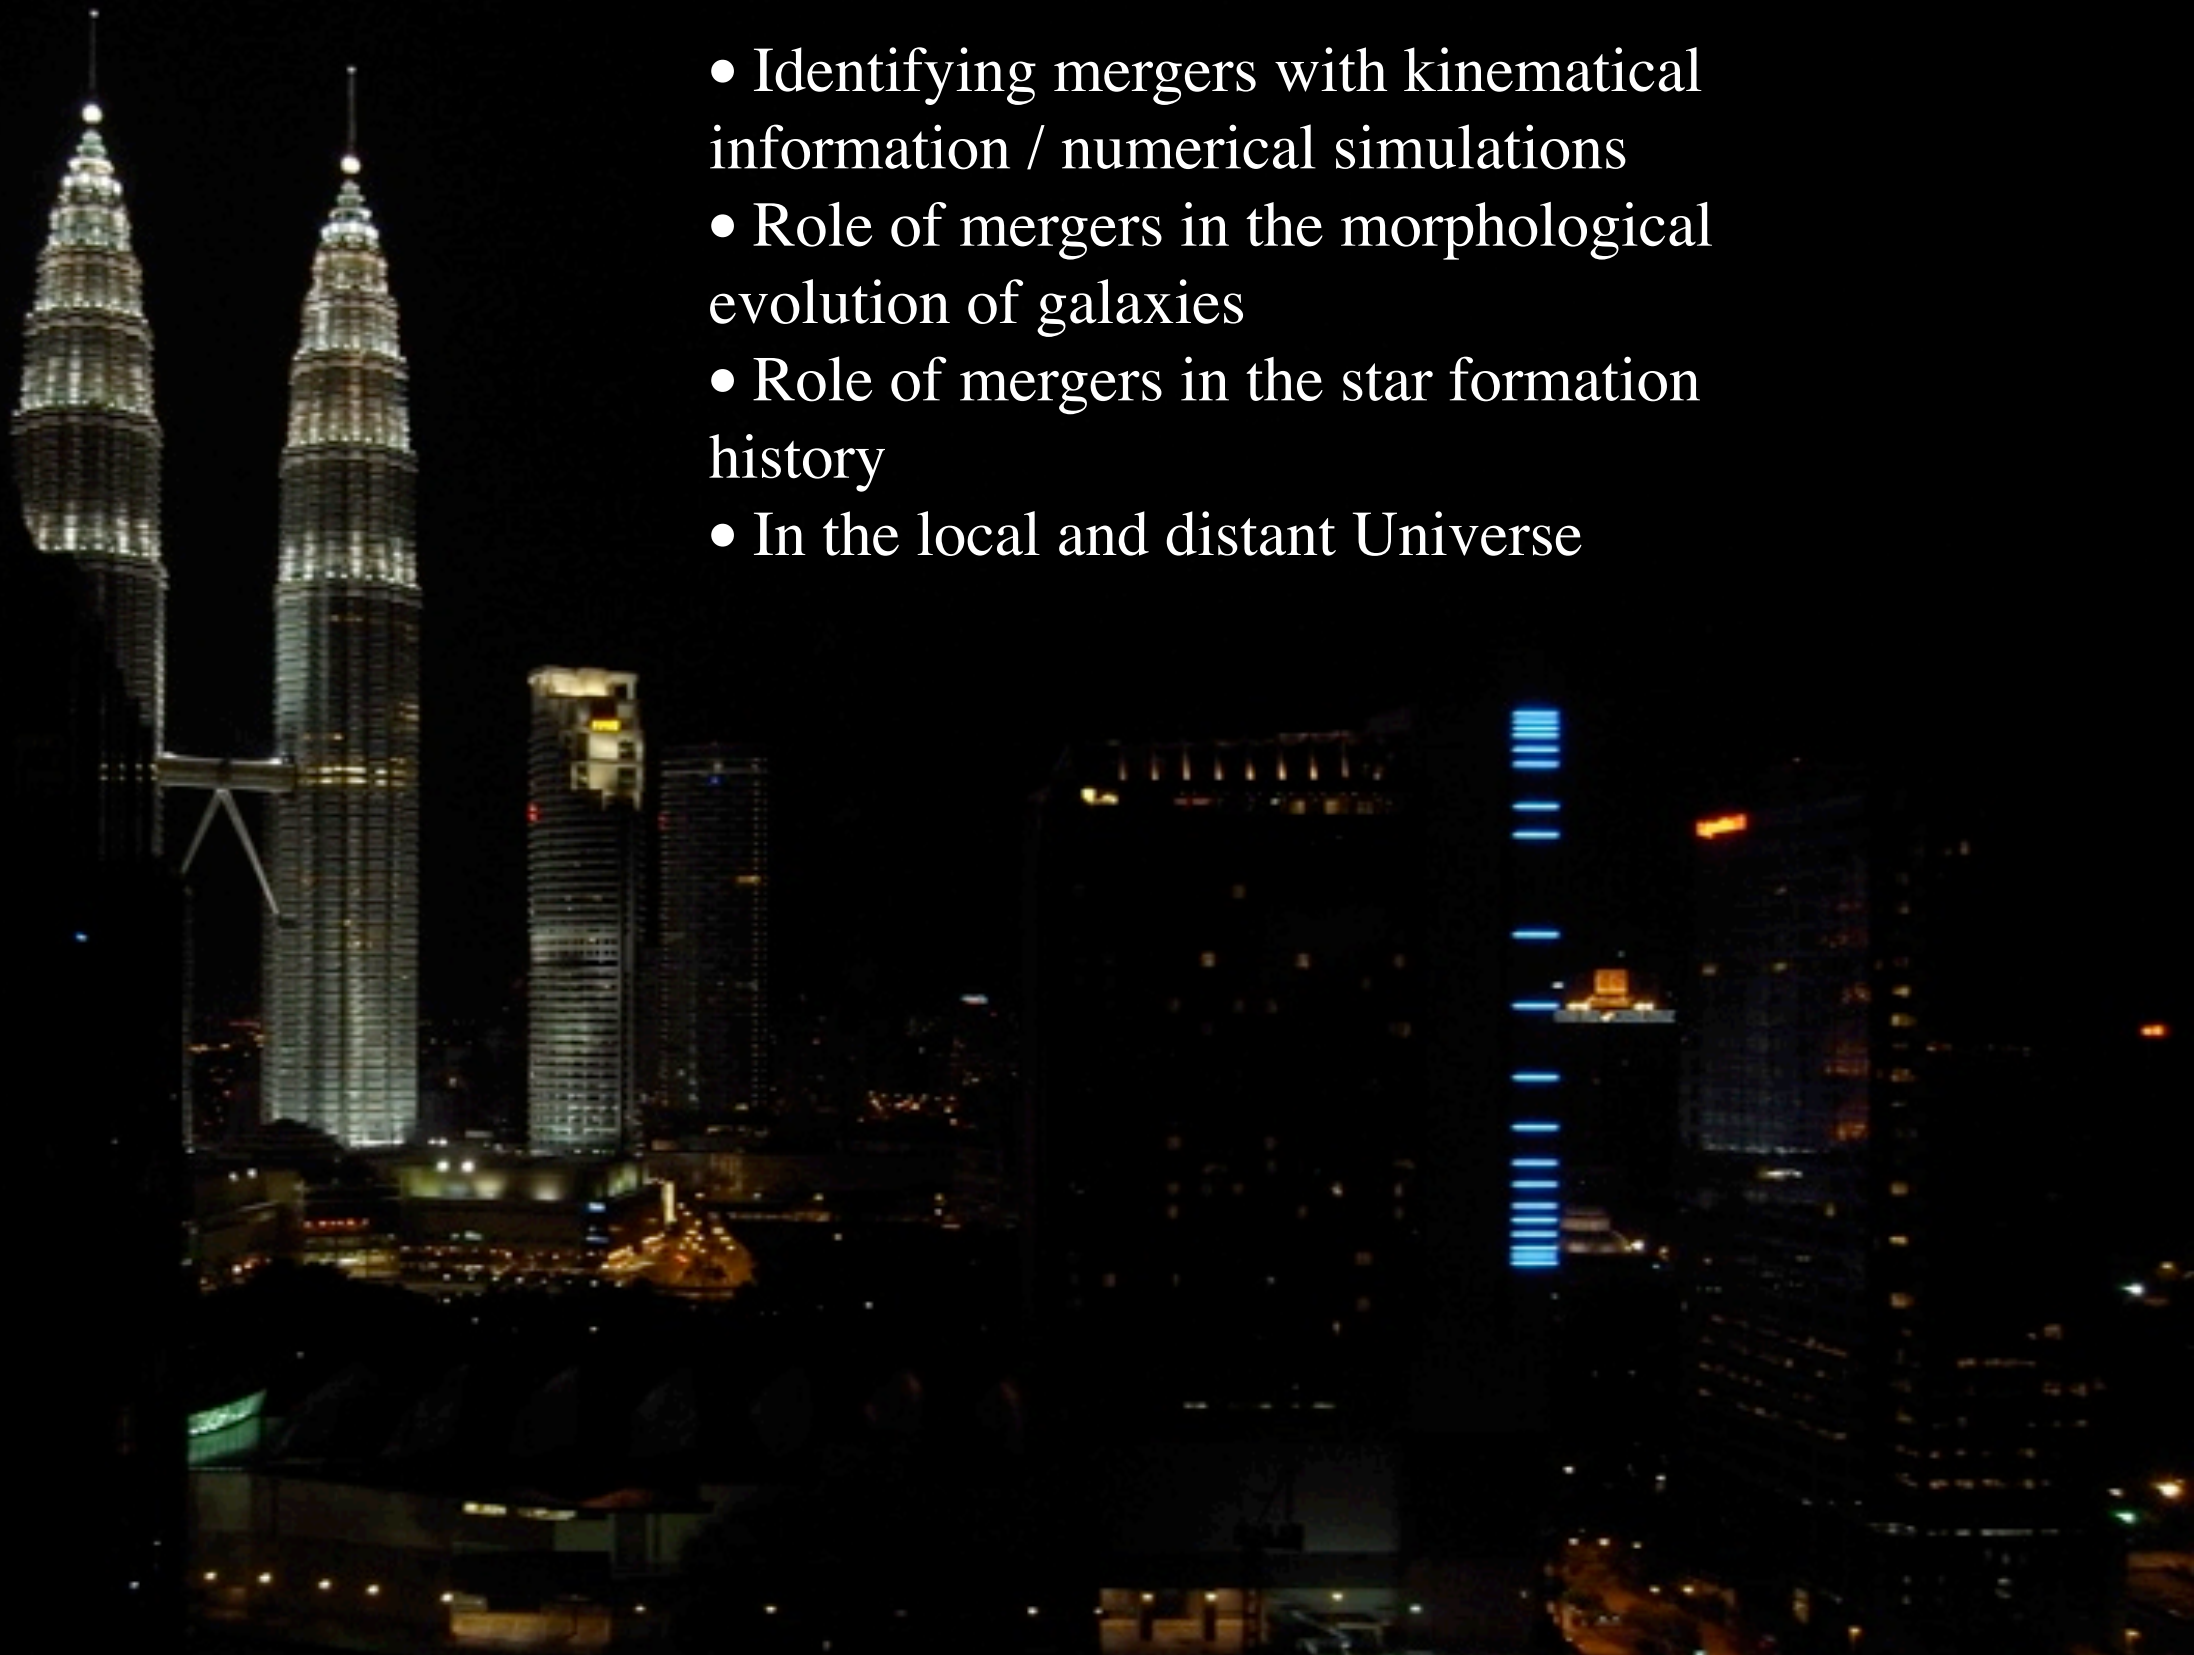 • Identifying mergers with kinematical
information / numerical simulations
• Role of mergers in the morphological
evolution of galaxies
• Role of mergers in the star formation
history
• In the local and distant Universe